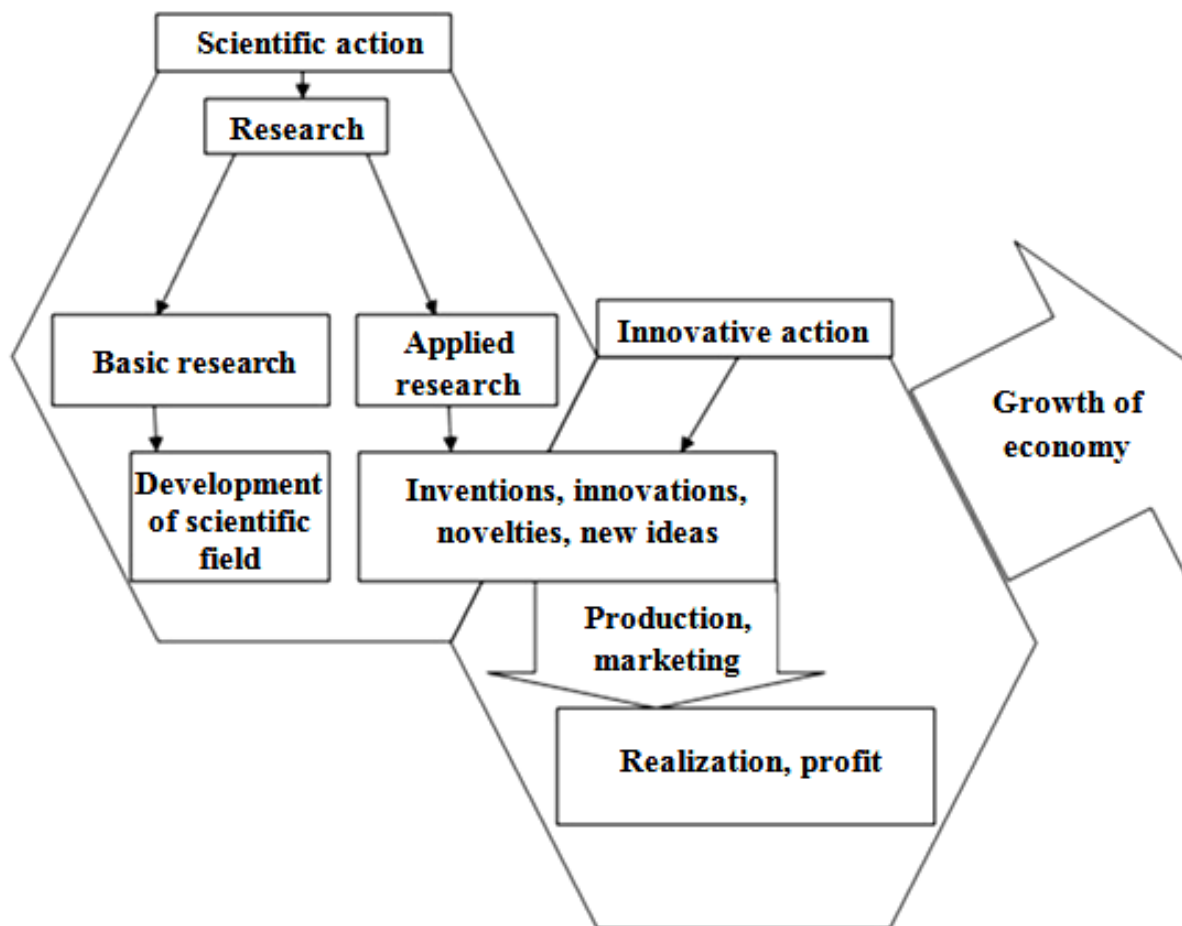 Scientific action
Research
Basic research
Applied
research
Development
of scientific
field
Innovative action
Inventions, innovations,
novelties, new ideas
Production,
marketing
Realization, profit
Growth of
economy